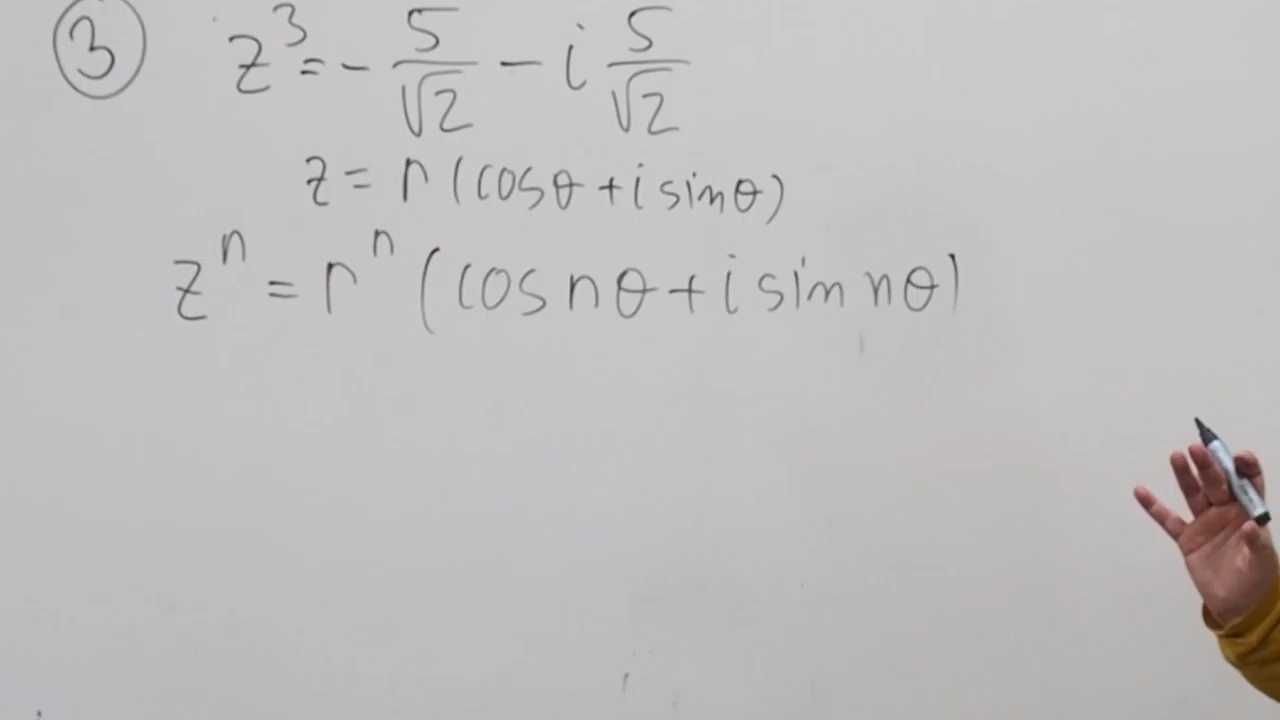 ③ z³ = - 5/√2 - i 5/√2
z = r (cosθ + i sinθ)
zⁿ = rⁿ (cos nθ + i sin nθ)